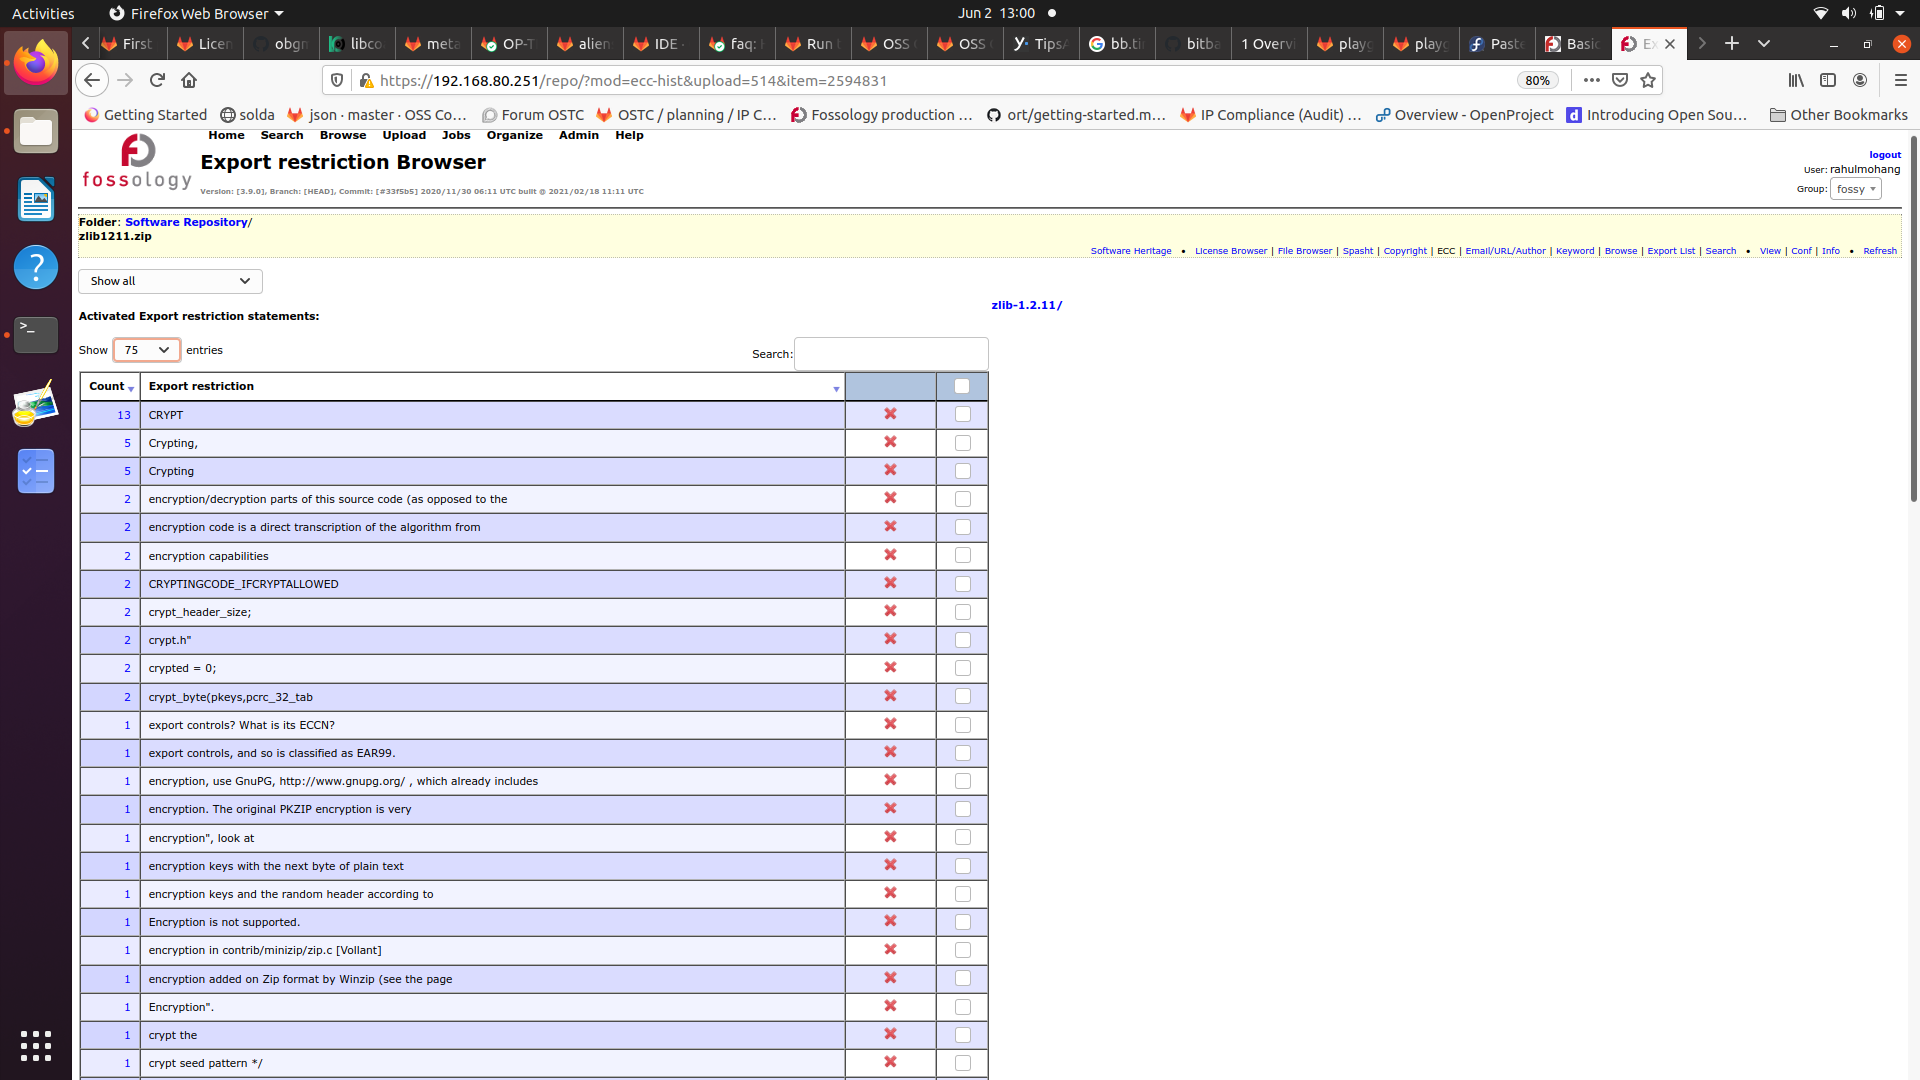 Activities
Firefox Web Browser
Jun 2 13:00
First
Licen
obgn
libco
meta
OP-T
alien
IDE
faq:
Run
OSS
OSS
TipsA
bb.ti
bitba
1 Overvi
playg
playg
Paste
Basic
Ex
https://192.168.80.251/repo/?mod=ecc-hist&upload=514&item=2594831
80%
Getting Started
solda
json · master · OSS Co…
Forum OSTC
OSTC / planning / IP C…
Fossology production …
ort/getting-started.m…
IP Compliance (Audit) …
Overview - OpenProject
Introducing Open Sou…
Other Bookmarks
Home Search Browse Upload Jobs Organize Admin Help
fossology
Export restriction Browser
Version: [3.9.0], Branch: [HEAD], Commit: [#33f5b5] 2020/11/30 06:11 UTC built @ 2021/02/18 11:11 UTC
logout
User: rahulmohang
Group: fossy
Folder: Software Repository/
zlib1211.zip
Software Heritage • License Browser | File Browser | Spasht | Copyright | ECC | Email/URL/Author | Keyword | Browse | Export List | Search • View | Conf | Info • Refresh
Show all
zlib-1.2.11/
Activated Export restriction statements:
Show 75 entries
Search:
Count Export restriction
13 CRYPT
5 Crypting,
5 Crypting
2 encryption/decryption parts of this source code (as opposed to the
2 encryption code is a direct transcription of the algorithm from
2 encryption capabilities
2 CRYPTINGCODE_IFCRYPTALLOWED
2 crypt_header_size;
2 crypt.h"
2 crypted = 0;
2 crypt_byte(pkeys,pcrc_32_tab
1 export controls? What is its ECCN?
1 export controls, and so is classified as EAR99.
1 encryption, use GnuPG, http://www.gnupg.org/ , which already includes
1 encryption. The original PKZIP encryption is very
1 encryption", look at
1 encryption keys with the next byte of plain text
1 encryption keys and the random header according to
1 Encryption is not supported.
1 encryption in contrib/minizip/zip.c [Vollant]
1 encryption added on Zip format by Winzip (see the page
1 Encryption".
1 crypt the
1 crypt seed pattern */